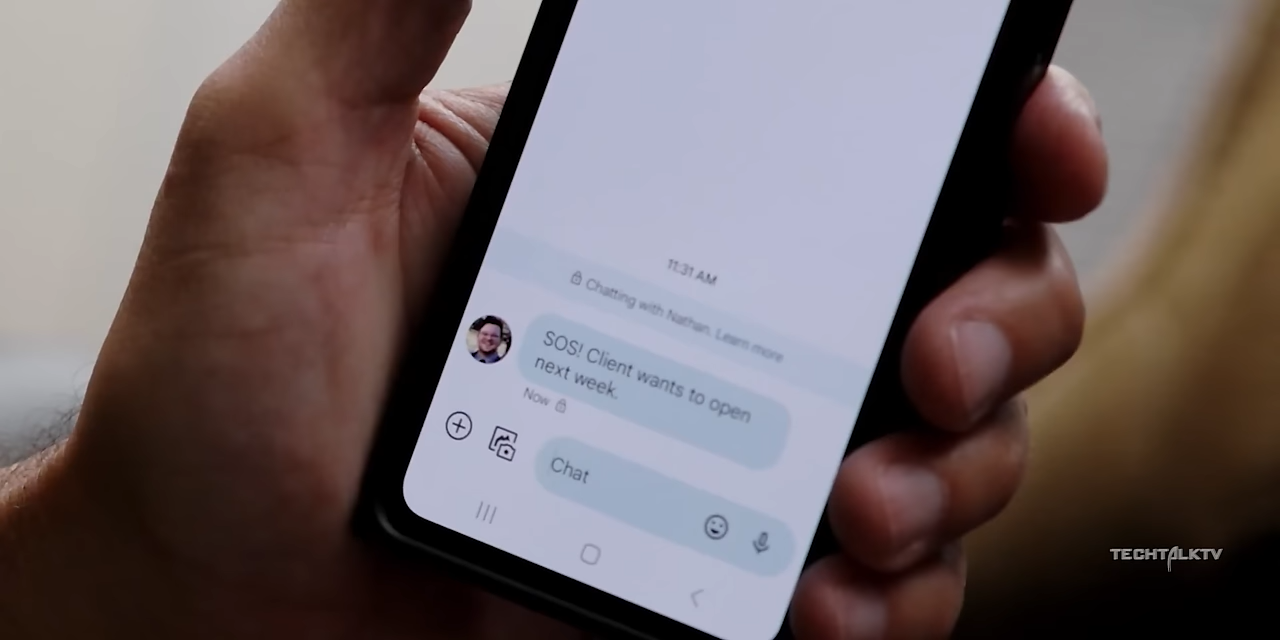 11:31 AM
Chatting with Nathan. Learn more
SOS! Client wants to open
next week.
Now
Chat
TECHTALKTV